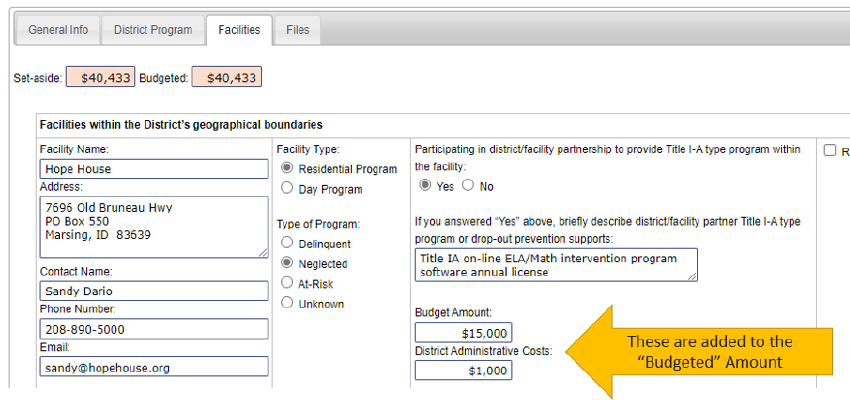 General Info District Program Facilities Files
Set-aside: $40,433 Budgeted: $40,433
Facilities within the District's geographical boundaries
Facility Name:
Hope House
Address:
7696 Old Bruneau Hwy
PO Box 550
Marsing, ID 83639
Contact Name:
Sandy Dario
Phone Number:
208-890-5000
Email:
sandy@hopehouse.org
Facility Type:
Residential Program
Day Program
Type of Program:
Delinquent
Neglected
At-Risk
Unknown
Participating in district/facility partnership to provide Title I-A type program within
the facility:
Yes No
If you answered "Yes" above, briefly describe district/facility partner Title I-A type
program or drop-out prevention supports:
Title IA on-line ELA/Math intervention program
software annual license
Budget Amount:
$15,000
District Administrative Costs:
$1,000
These are added to the
“Budgeted” Amount
R